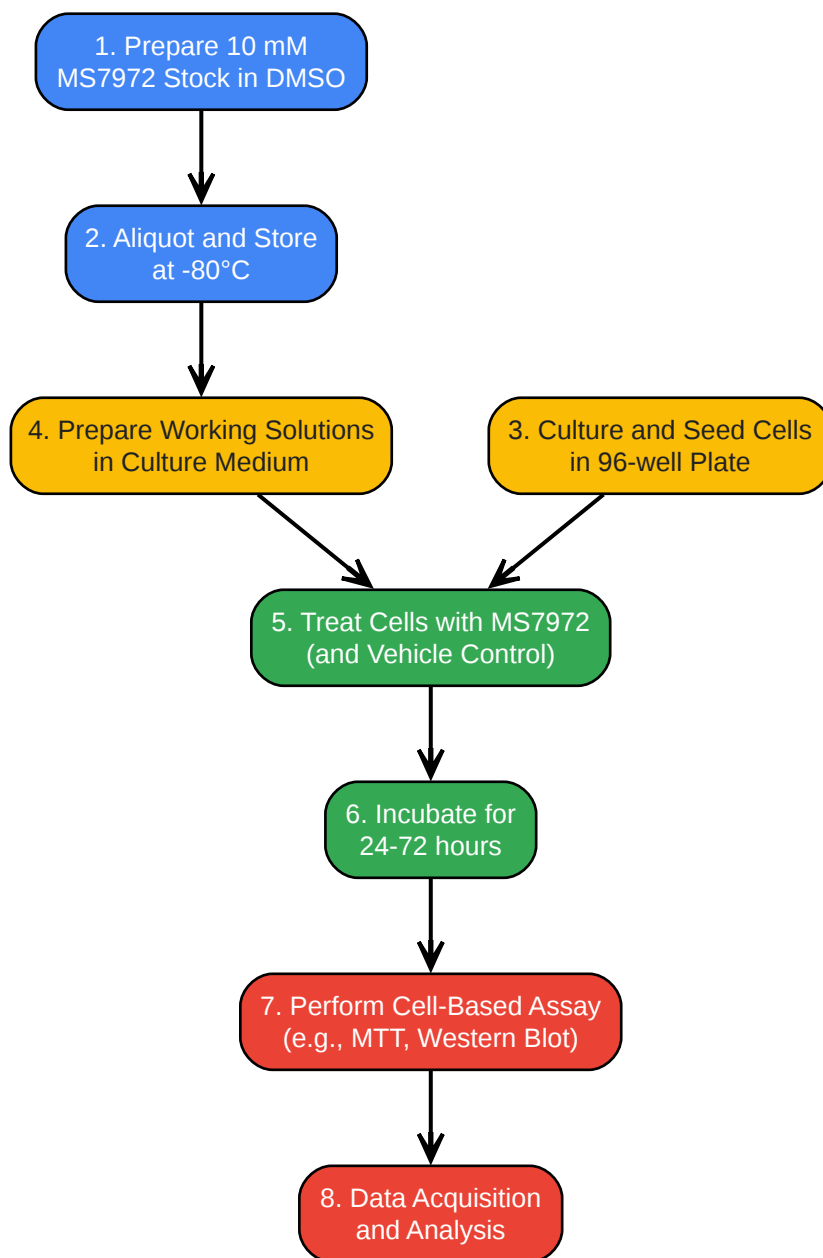 1. Prepare 10 mM
MS7972 Stock in DMSO
2. Aliquot and Store
at -80°C
4. Prepare Working Solutions
in Culture Medium
3. Culture and Seed Cells
in 96-well Plate
5. Treat Cells with MS7972
(and Vehicle Control)
6. Incubate for
24-72 hours
7. Perform Cell-Based Assay
(e.g., MTT, Western Blot)
8. Data Acquisition
and Analysis